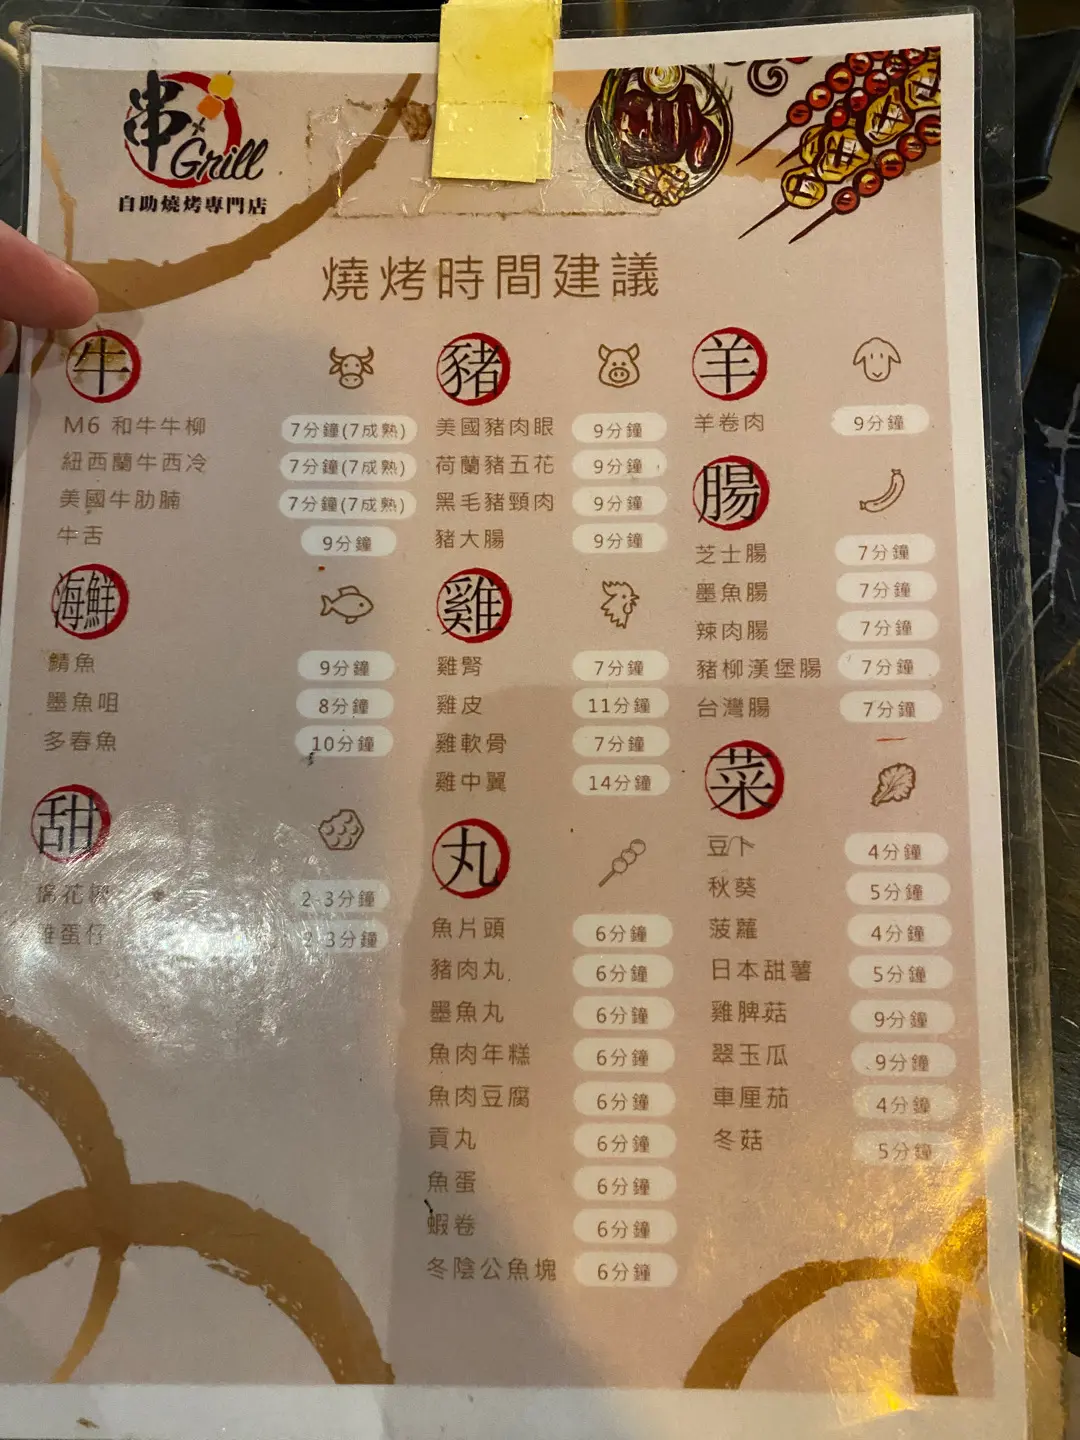 串
Grill
自助燒烤專門店
燒烤時間建議
牛
M6 和牛牛柳 7分鐘(7成熟)
紐西蘭牛西冷 7分鐘(7成熟)
美國牛肋腩 7分鐘(7成熟)
牛舌 9分鐘
海鮮
鯖魚 9分鐘
墨魚咀 8分鐘
多春魚 10分鐘
甜
棉花糖 2-3分鐘
雞蛋仔 2-3分鐘
豬
美國豬肉眼 9分鐘
荷蘭豬五花 9分鐘
黑毛豬頸肉 9分鐘
豬大腸 9分鐘
雞
雞腎 7分鐘
雞皮 11分鐘
雞軟骨 7分鐘
雞中翼 14分鐘
丸
魚片頭 6分鐘
豬肉丸 6分鐘
墨魚丸 6分鐘
魚肉年糕 6分鐘
魚肉豆腐 6分鐘
貢丸 6分鐘
魚蛋 6分鐘
蝦卷 6分鐘
冬陰公魚塊 6分鐘
羊
羊卷肉 9分鐘
腸
芝士腸 7分鐘
墨魚腸 7分鐘
辣肉腸 7分鐘
豬柳漢堡腸 7分鐘
台灣腸 7分鐘
菜
豆卜 4分鐘
秋葵 5分鐘
菠蘿 4分鐘
日本甜薯 5分鐘
雞脾菇 9分鐘
翠玉瓜 9分鐘
車厘茄 4分鐘
冬菇 5分鐘